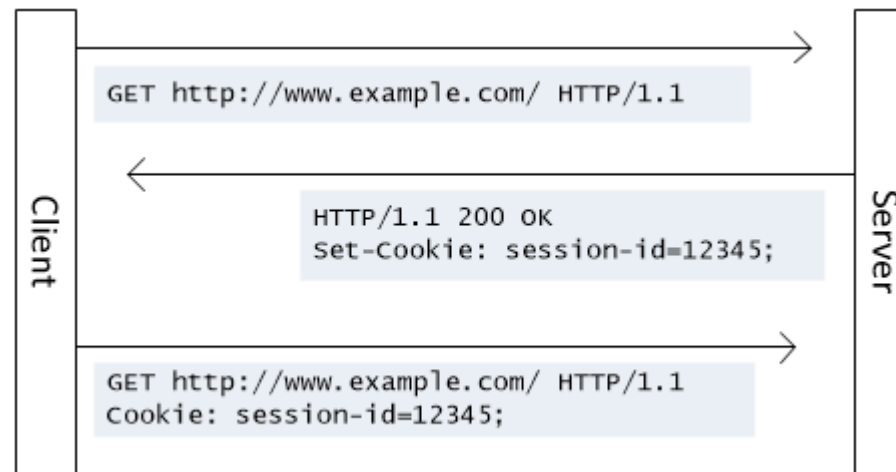 GET http://www.example.com/ HTTP/1.1
Client
HTTP/1.1 200 OK
Set-Cookie: session-id=12345;
Server
GET http://www.example.com/ HTTP/1.1
Cookie: session-id=12345;